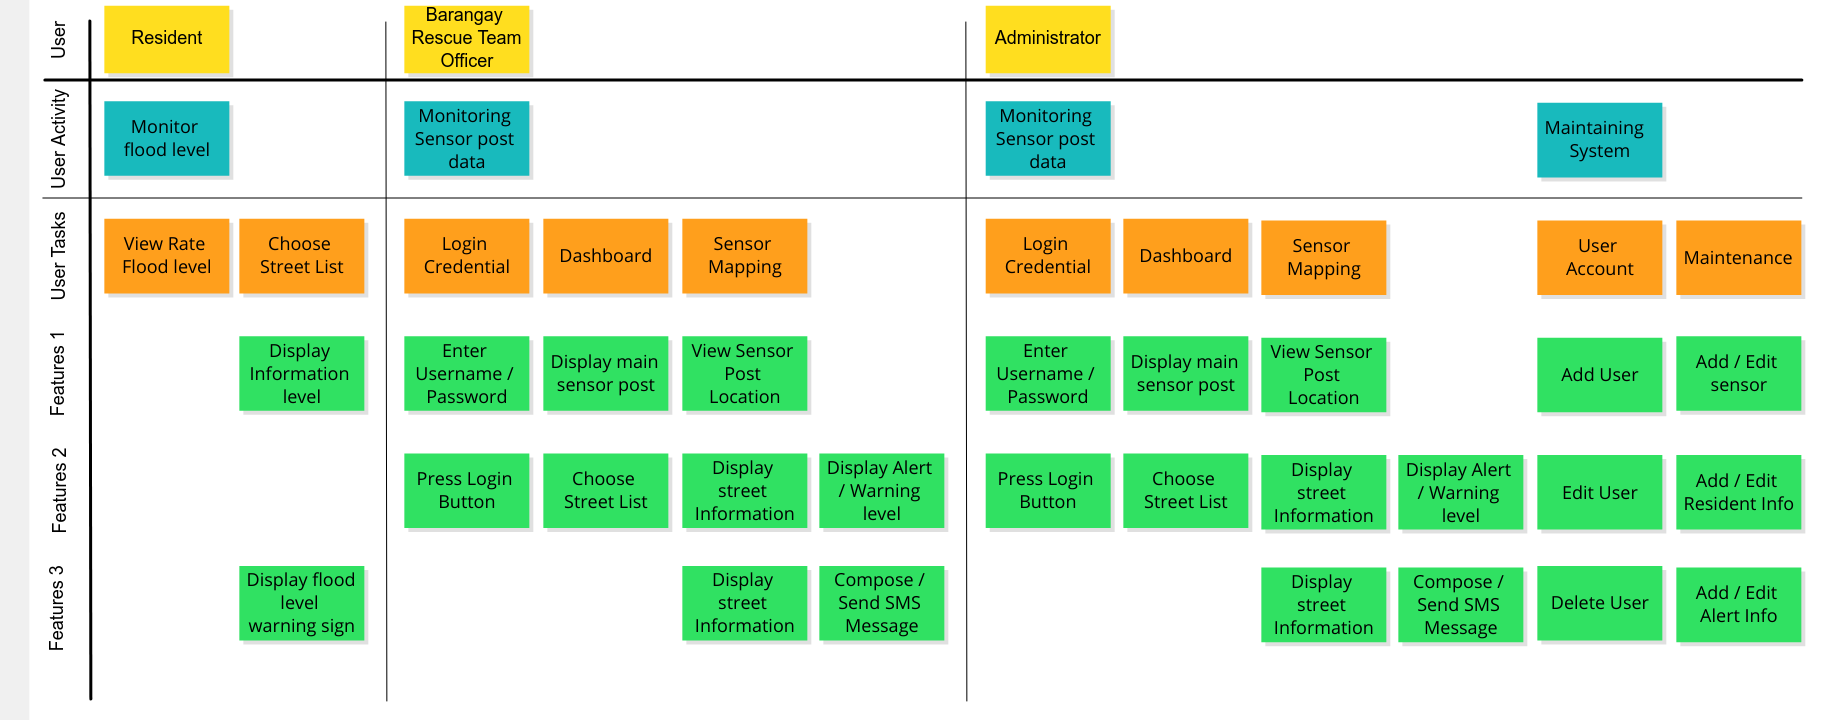 User
Resident
Barangay
Rescue Team
Officer
Administrator
User Activity
Monitor
flood level
Monitoring
Sensor post
data
Monitoring
Sensor post
data
Maintaining
System
User Tasks
View Rate
Flood level
Choose
Street List
Login
Credential
Dashboard
Sensor
Mapping
Login
Credential
Dashboard
Sensor
Mapping
User
Account
Maintenance
Features 1
Display
Information
level
Enter
Username /
Password
Display main
sensor post
View Sensor
Post
Location
Enter
Username /
Password
Display main
sensor post
View Sensor
Post
Location
Add User
Add / Edit
sensor
Features 2
Press Login
Button
Choose
Street List
Display
street
Information
Display Alert
/ Warning
level
Press Login
Button
Choose
Street List
Display
street
Information
Display Alert
/ Warning
level
Edit User
Add / Edit
Resident Info
Features 3
Display flood
level
warning sign
Display
street
Information
Compose /
Send SMS
Message
Display
street
Information
Compose /
Send SMS
Message
Delete User
Add / Edit
Alert Info